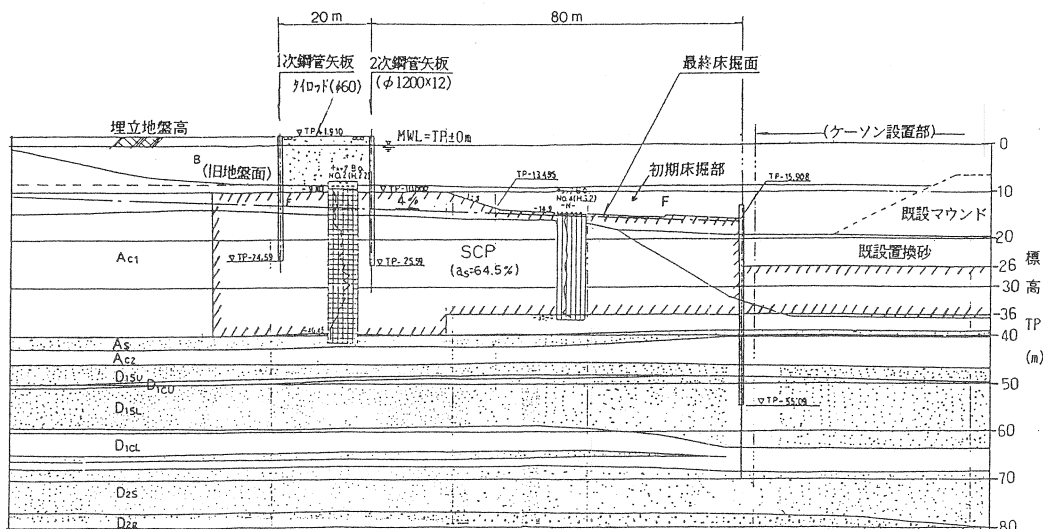 20m
80m
1次鋼管矢板
タイロッド(φ60)
2次鋼管矢板
(φ1200×12)
最終床掘面
埋立地盤高
MWL=TP±0m
(ケーソン設置部)
B
(旧地盤面)
初期床掘部
TP-13.495
TP-15.908
F
既設マウンド
既設置換砂
SCP
(as=64.5%)
TP-24.59
TP-25.59
Ac1
As
Ac2
D1SU
D1CU
D1SL
TP-55.09
D1CL
D2S
0
10
20
26
30
36
40
50
60
70
80
標
高
TP
(m)